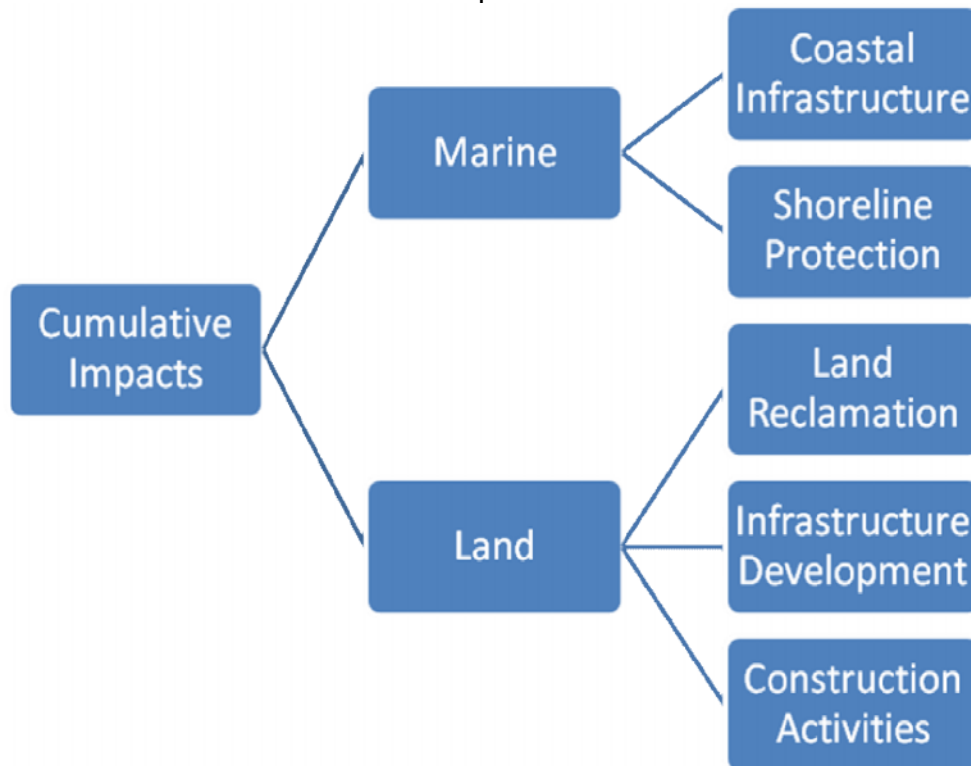 Cumulative
Impacts
Marine
Coastal
Infrastructure
Shoreline
Protection
Land
Land
Reclamation
Infrastructure
Development
Construction
Activities